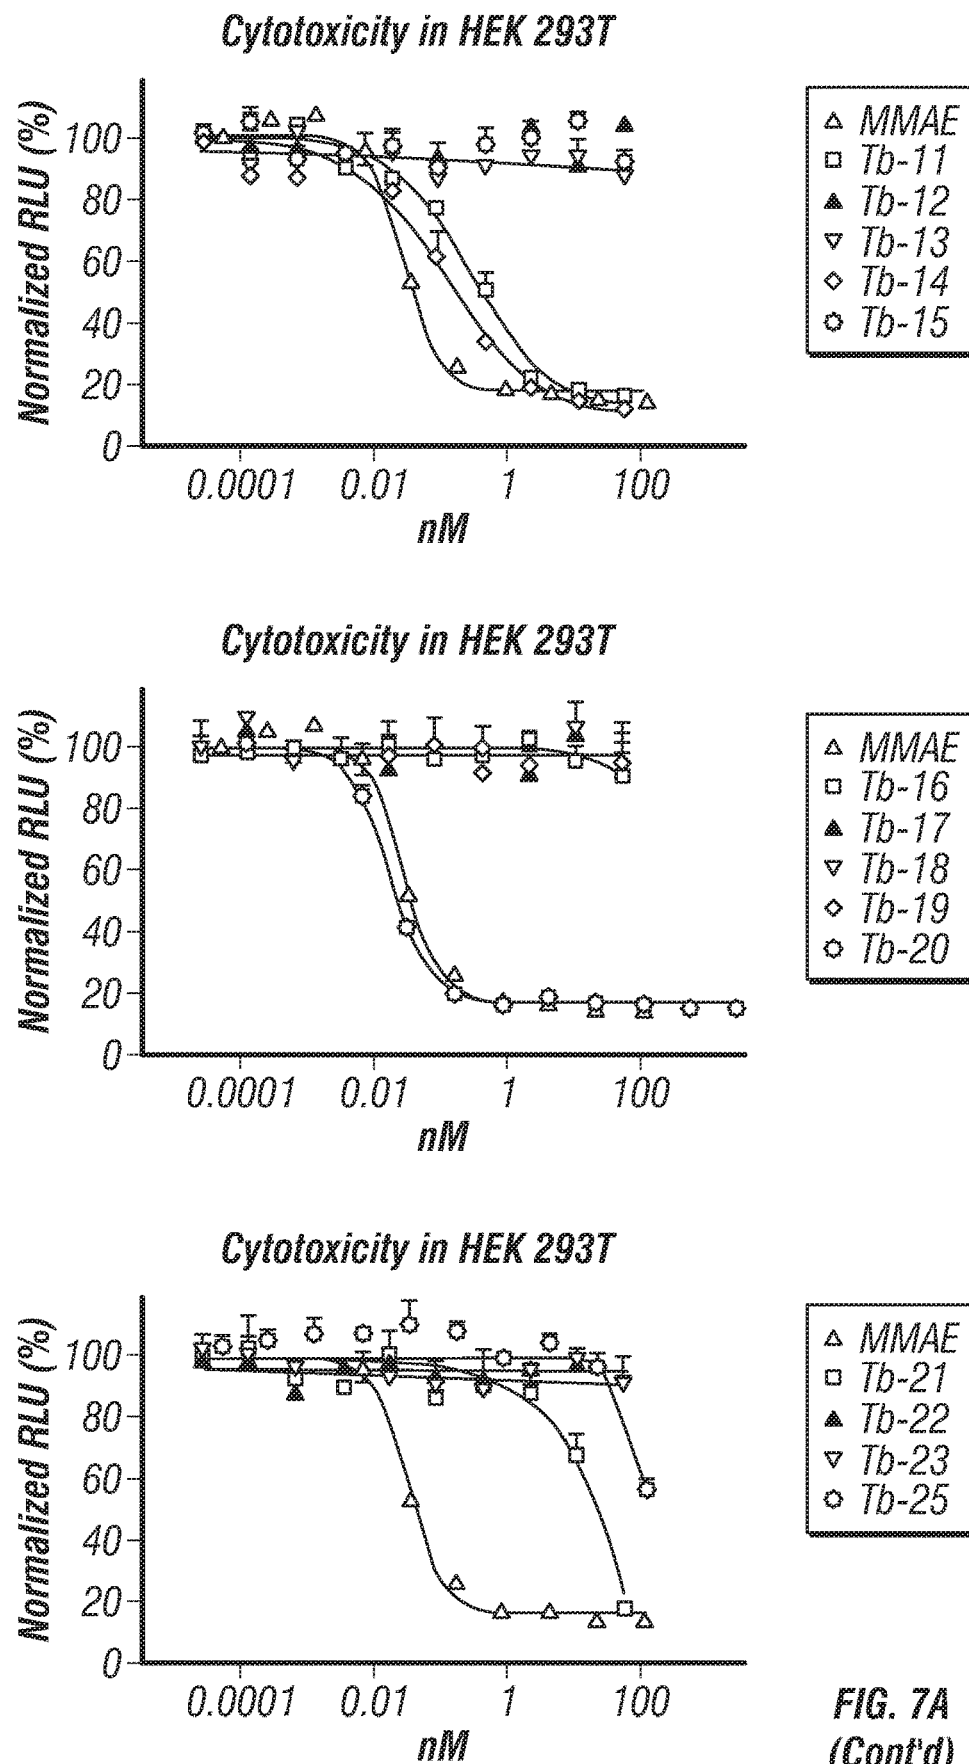 Cytotoxicity in HEK 293T
Normalized RLU (%)
100
80
60
40
20
0
0.0001 0.01 1 100
nM
MMAE
Tb-11
Tb-12
Tb-13
Tb-14
Tb-15
Cytotoxicity in HEK 293T
Normalized RLU (%)
100
80
60
40
20
0
0.0001 0.01 1 100
nM
MMAE
Tb-16
Tb-17
Tb-18
Tb-19
Tb-20
Cytotoxicity in HEK 293T
Normalized RLU (%)
100
80
60
40
20
0
0.0001 0.01 1 100
nM
MMAE
Tb-21
Tb-22
Tb-23
Tb-25
FIG. 7A
(Cont'd)